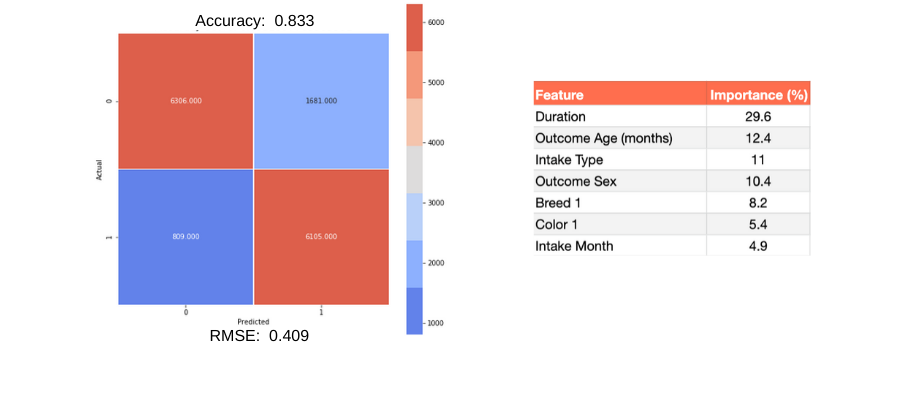 Accuracy: 0.833
6000
5000
4000
3000
2000
1000
6306.000
1681.000
809.000
6105.000
0
1
Actual
0
1
Predicted
RMSE: 0.409
Feature Importance (%)
Duration 29.6
Outcome Age (months) 12.4
Intake Type 11
Outcome Sex 10.4
Breed 1 8.2
Color 1 5.4
Intake Month 4.9